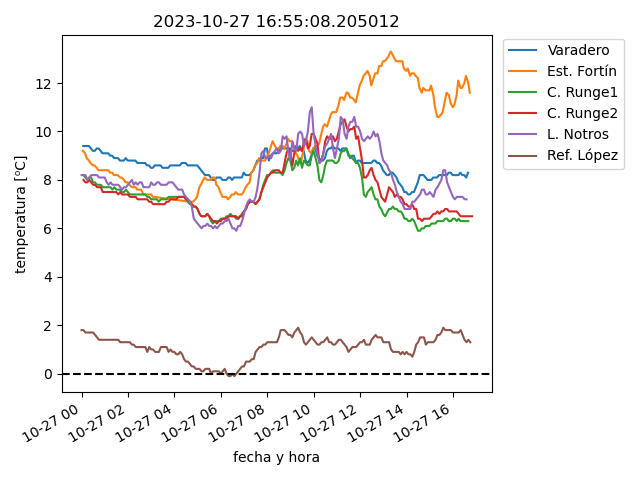 2023-10-27 16:55:08.205012
temperatura [ºC]
12
10
8
6
4
2
0
10-27 00
10-27 02
10-27 04
10-27 06
10-27 08
10-27 10
10-27 12
10-27 14
10-27 16
fecha y hora
Varadero
Est. Fortín
C. Runge1
C. Runge2
L. Notros
Ref. López